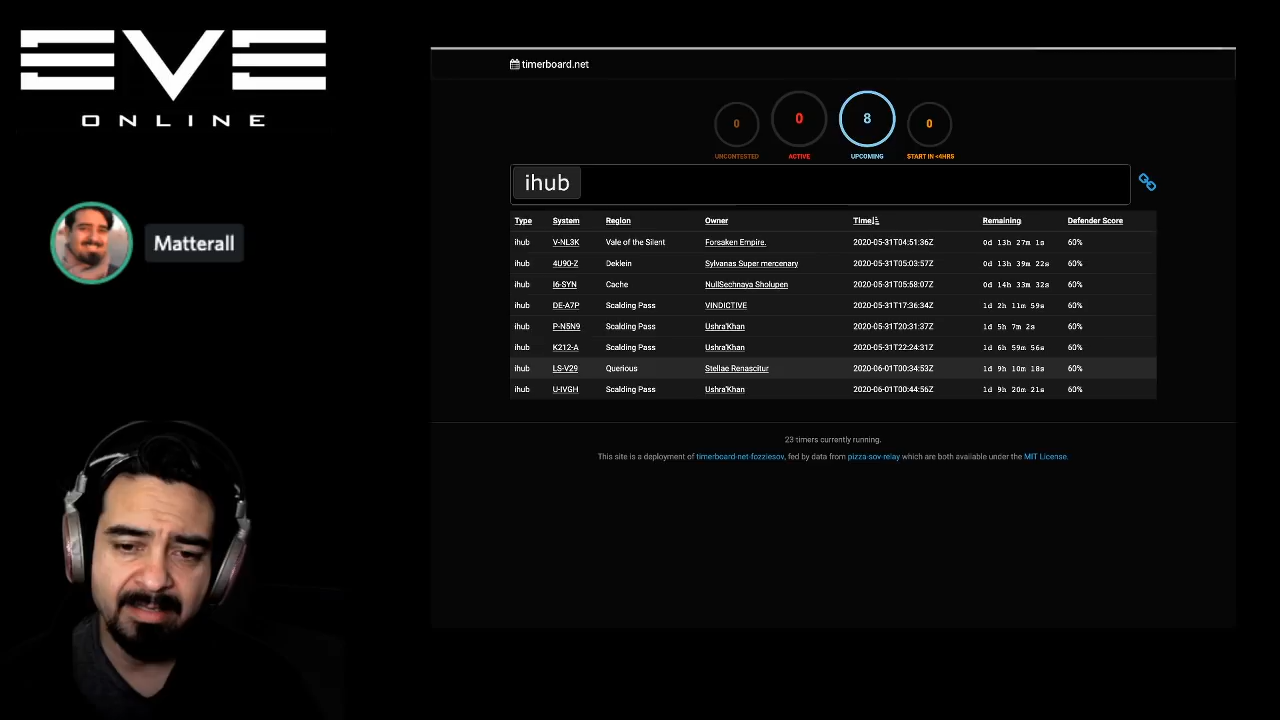 EVE
ONLINE
Matterall
timerboard.net
0 0 8 0
UNCONTESTED ACTIVE UPCOMING START IN <4HRS
ihub
Type System Region Owner Time Remaining Defender Score
ihub V-NL3K Vale of the Silent Forsaken Empire. 2020-05-31T04:51:36Z 0d 13h 27m 1s 60%
ihub 4U90-Z Deklein Sylvanas Super mercenary 2020-05-31T05:03:57Z 0d 13h 39m 22s 60%
ihub I6-SYN Cache NullSechnaya Sholupen 2020-05-31T05:58:07Z 0d 14h 33m 32s 60%
ihub DE-A7P Scalding Pass VINDICTIVE 2020-05-31T17:36:34Z 1d 2h 11m 59s 60%
ihub P-N5N9 Scalding Pass Ushra'Khan 2020-05-31T20:31:37Z 1d 5h 7m 2s 60%
ihub K212-A Scalding Pass Ushra'Khan 2020-05-31T22:24:31Z 1d 6h 59m 56s 60%
ihub LS-V29 Querious Stellae Renascitur 2020-06-01T00:34:53Z 1d 9h 10m 18s 60%
ihub U-IVGH Scalding Pass Ushra'Khan 2020-06-01T00:44:56Z 1d 9h 20m 21s 60%
23 timers currently running.
This site is a deployment of timerboard-net-fozziesov, fed by data from pizza-sov-relay which are both available under the MIT License.